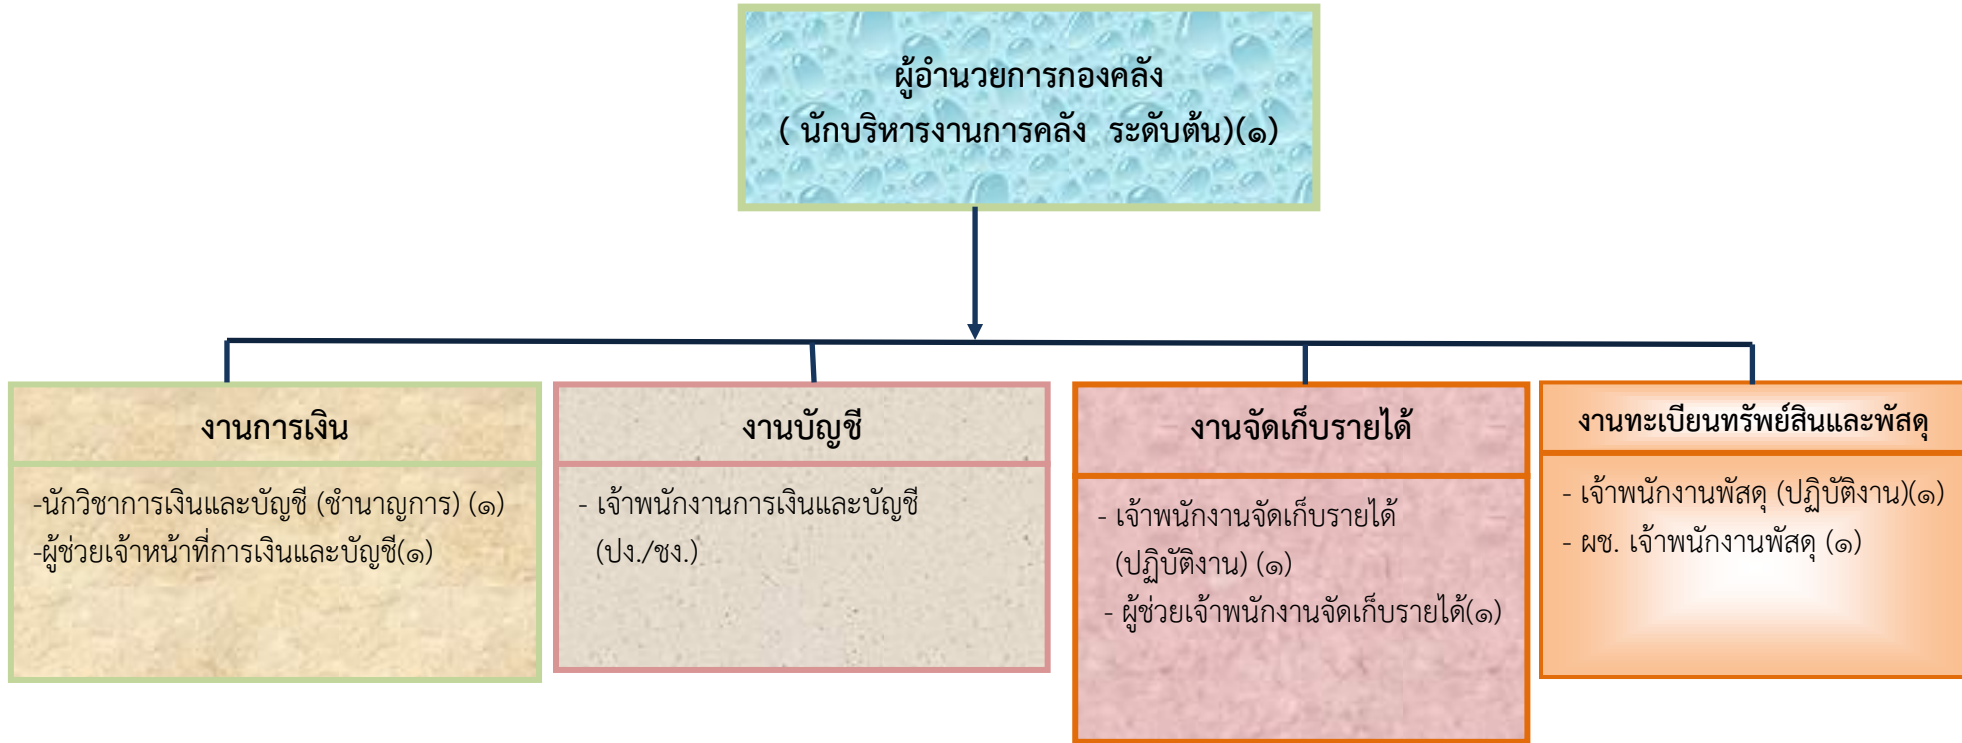 ผู้อำนวยการกองคลัง
( นักบริหารงานการคลัง ระดับต้น)(๑)
งานการเงิน
-นักวิชาการเงินและบัญชี (ชำนาญการ) (๑)
-ผู้ช่วยเจ้าหน้าที่การเงินและบัญชี(๑)
งานบัญชี
- เจ้าพนักงานการเงินและบัญชี
(ปง./ชง.)
งานจัดเก็บรายได้
- เจ้าพนักงานจัดเก็บรายได้
(ปฏิบัติงาน) (๑)
- ผู้ช่วยเจ้าพนักงานจัดเก็บรายได้(๑)
งานทะเบียนทรัพย์สินและพัสดุ
- เจ้าพนักงานพัสดุ (ปฏิบัติงาน)(๑)
- ผช. เจ้าพนักงานพัสดุ (๑)